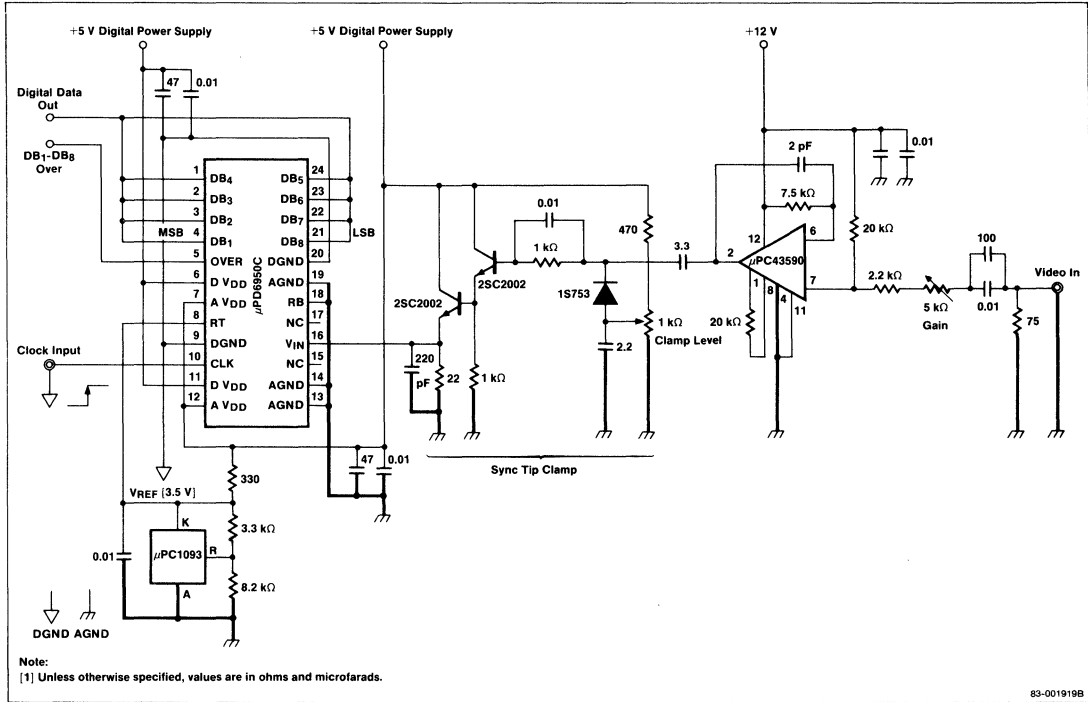 +5 V Digital Power Supply
+5 V Digital Power Supply
+12 V
47
0.01
Digital Data
Out
DB1-DB8
Over
1 DB4
2 DB3
3 DB2
MSB 4 DB1
5 OVER
6 D VDD
7 A VDD
8 RT
9 DGND
10 CLK
11 D VDD
12 A VDD
μPD6950C
DB5 24
DB6 23
DB7 22
DB8 21 LSB
DGND 20
AGND 19
RB 18
NC 17
VIN 16
NC 15
AGND 14
AGND 13
Clock Input
2SC2002
2SC2002
0.01
1 kΩ
220
pF
22
1 kΩ
1S753
2.2
470
1 kΩ
Clamp Level
3.3
Sync Tip Clamp
2 pF
7.5 kΩ
12
6
2
μPC43590
7
1
8
4
11
20 kΩ
20 kΩ
0.01
2.2 kΩ
5 kΩ
Gain
100
0.01
75
Video In
47
0.01
330
VREF [3.5 V]
K
3.3 kΩ
0.01
μPC1093
R
8.2 kΩ
A
DGND AGND
Note:
[1] Unless otherwise specified, values are in ohms and microfarads.
83-001919B